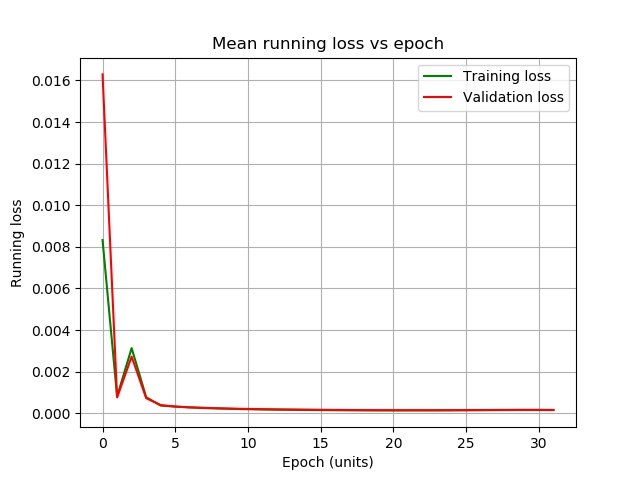 Mean running loss vs epoch
Training loss
Validation loss
0.016
0.014
0.012
0.010
0.008
0.006
0.004
0.002
0.000
Running loss
0 5 10 15 20 25 30
Epoch (units)